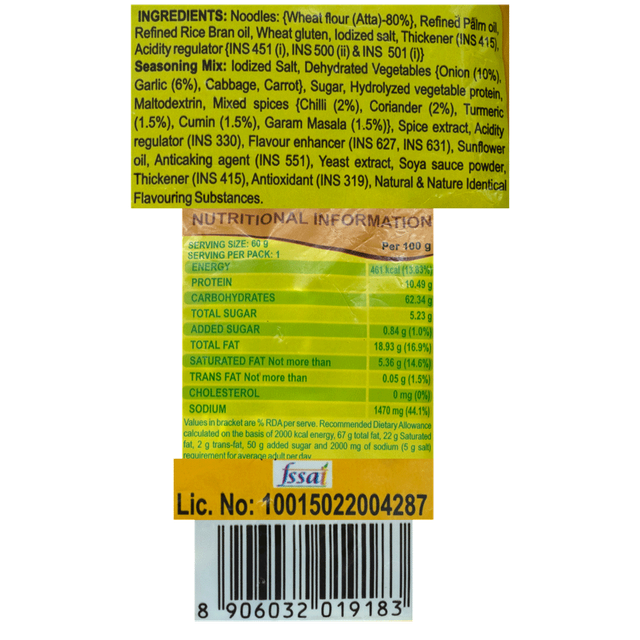 INGREDIENTS: Noodles: {Wheat flour (Atta)-80%}, Refined Palm oil,
Refined Rice Bran oil, Wheat gluten, Iodized salt, Thickener (INS 415),
Acidity regulator {INS 451 (i), INS 500 (ii) & INS 501 (i)}
Seasoning Mix: Iodized Salt, Dehydrated Vegetables {Onion (10%),
Garlic (6%), Cabbage, Carrot}, Sugar, Hydrolyzed vegetable protein,
Maltodextrin, Mixed spices {Chilli (2%), Coriander (2%), Turmeric
(1.5%), Cumin (1.5%), Garam Masala (1.5%)}, Spice extract, Acidity
regulator (INS 330), Flavour enhancer (INS 627, INS 631), Sunflower
oil, Anticaking agent (INS 551), Yeast extract, Soya sauce powder,
Thickener (INS 415), Antioxidant (INS 319), Natural & Nature Identical
Flavouring Substances.
NUTRITIONAL INFORMATION
SERVING SIZE: 60 g Per 100 g
SERVING PER PACK: 1
ENERGY 461 kcal (13.83%)
PROTEIN 10.49 g
CARBOHYDRATES 62.34 g
TOTAL SUGAR 5.23 g
ADDED SUGAR 0.84 g (1.0%)
TOTAL FAT 18.93 g (16.9%)
SATURATED FAT Not more than 5.36 g (14.6%)
TRANS FAT Not more than 0.05 g (1.5%)
CHOLESTEROL 0 mg (0%)
SODIUM 1470 mg (44.1%)
Values in bracket are % RDA per serve. Recommended Dietary Allowance
calculated on the basis of 2000 kcal energy, 67 g total fat, 22 g Saturated
fat, 2 g trans-fat, 50 g added sugar and 2000 mg of sodium (5 g salt)
requirement for average adult per day
fssai
Lic. No: 10015022004287
8 906032 019183